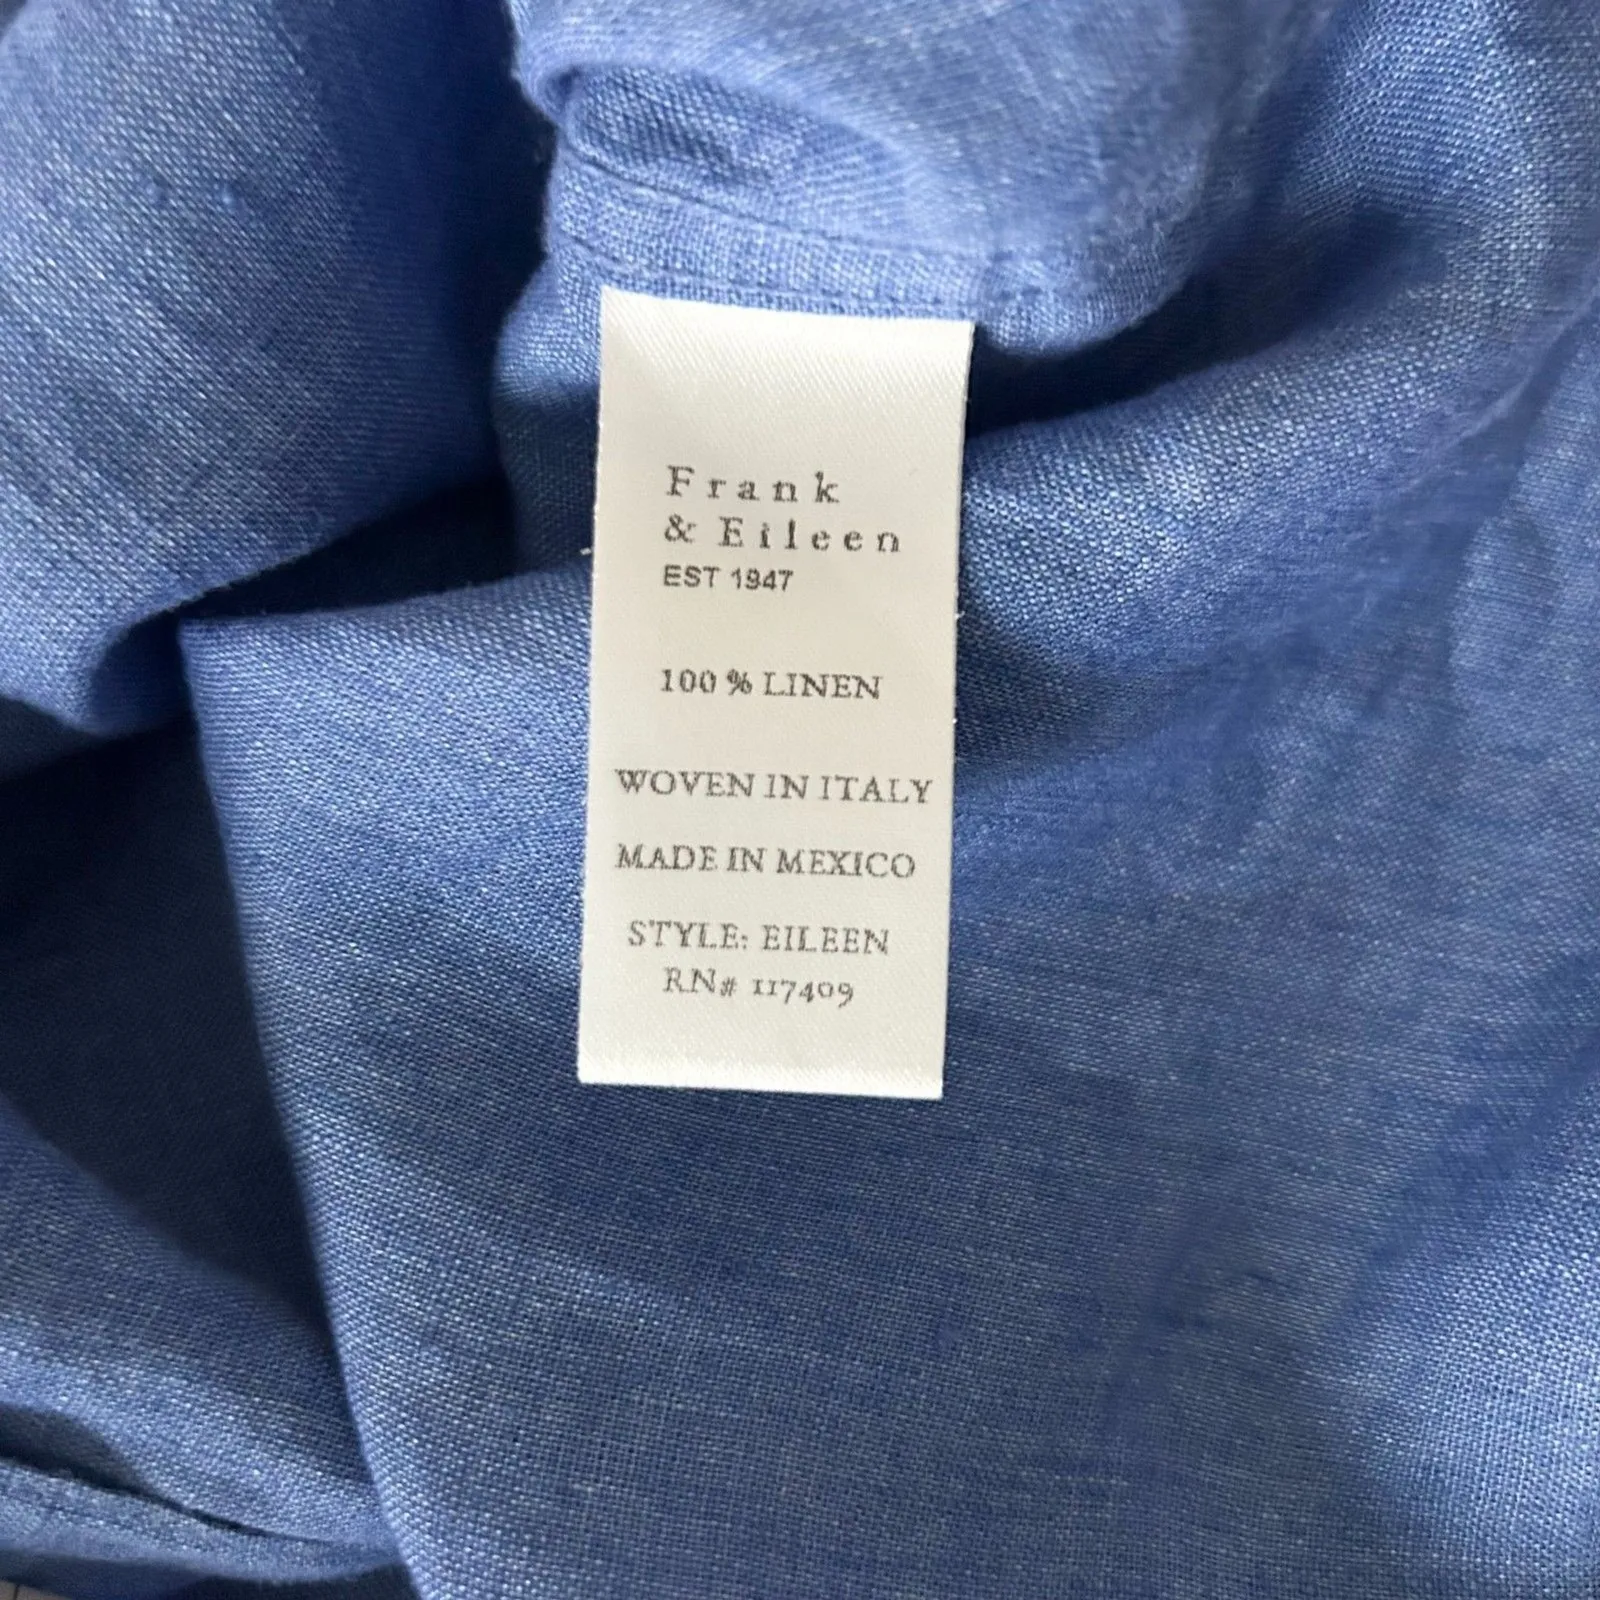 Frank
& Eileen
EST 1947
100 % LINEN
WOVEN IN ITALY
MADE IN MEXICO
STYLE: EILEEN
RN# 117409